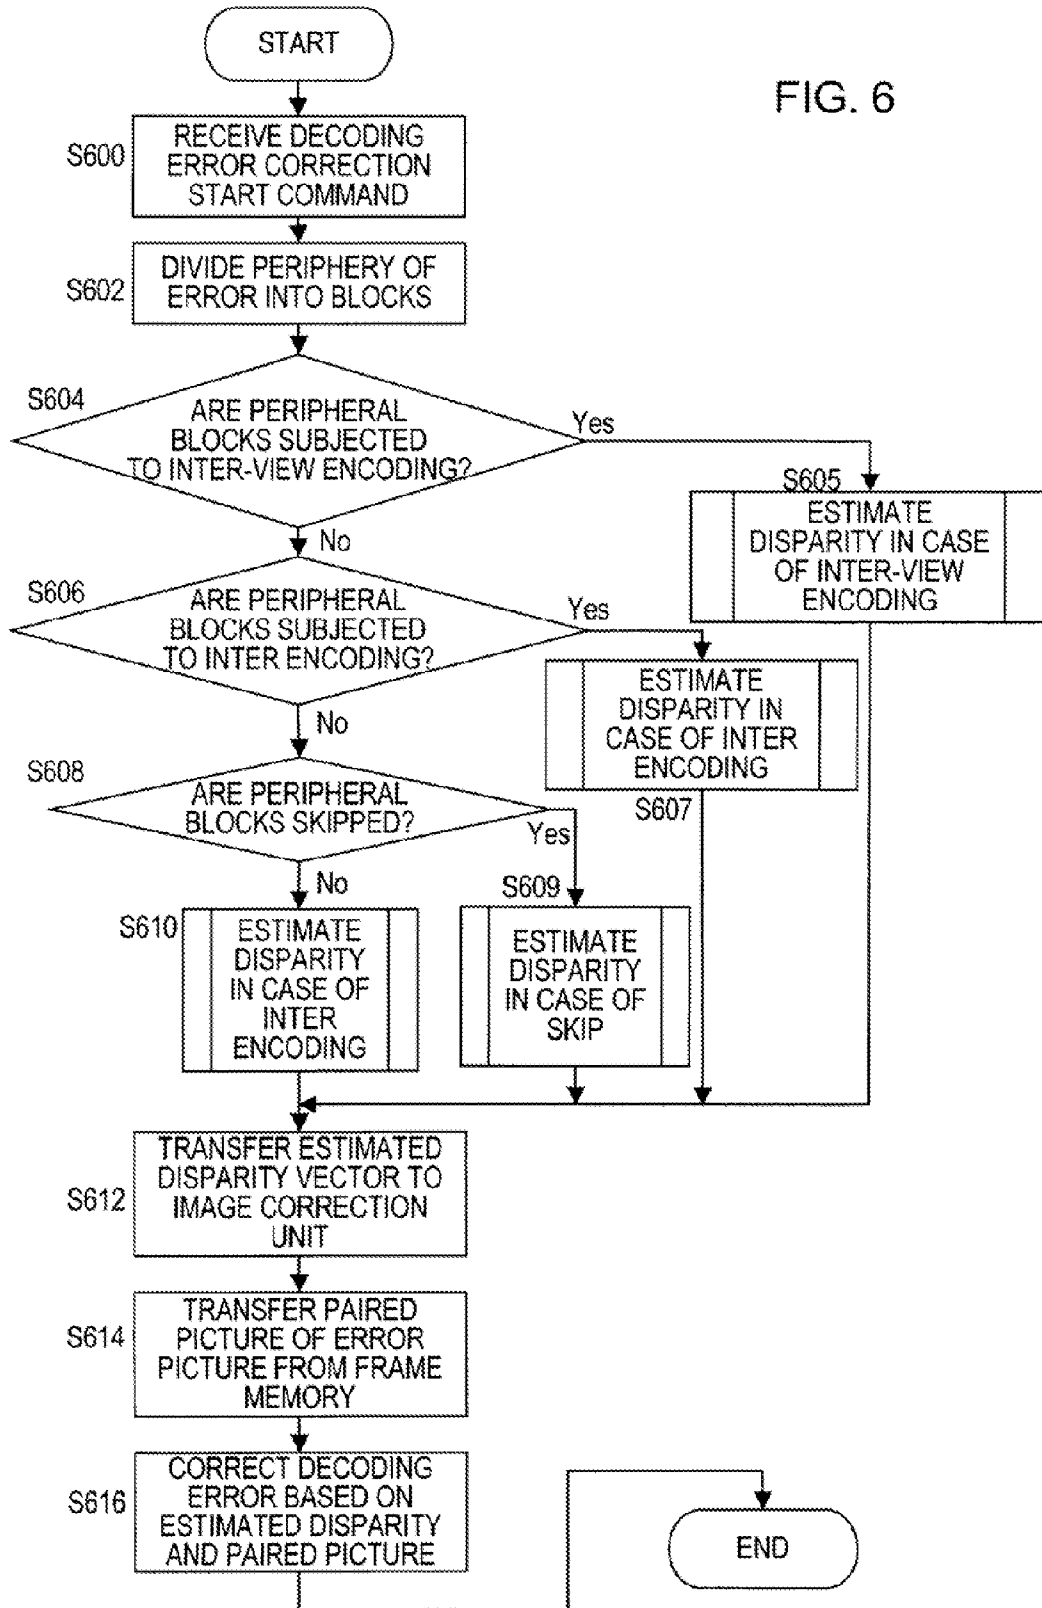 START
FIG. 6
S600
RECEIVE DECODING
ERROR CORRECTION
START COMMAND
S602
DIVIDE PERIPHERY OF
ERROR INTO BLOCKS
S604
ARE PERIPHERAL
BLOCKS SUBJECTED
TO INTER-VIEW ENCODING?
Yes
No
S605
ESTIMATE
DISPARITY IN CASE
OF INTER-VIEW
ENCODING
S606
ARE PERIPHERAL
BLOCKS SUBJECTED
TO INTER ENCODING?
Yes
No
ESTIMATE
DISPARITY IN
CASE OF INTER
ENCODING
S607
S608
ARE PERIPHERAL
BLOCKS SKIPPED?
Yes
No
S609
ESTIMATE
DISPARITY
IN CASE OF
SKIP
S610
ESTIMATE
DISPARITY
IN CASE OF
INTER
ENCODING
S612
TRANSFER ESTIMATED
DISPARITY VECTOR TO
IMAGE CORRECTION
UNIT
S614
TRANSFER PAIRED
PICTURE OF ERROR
PICTURE FROM FRAME
MEMORY
S616
CORRECT DECODING
ERROR BASED ON
ESTIMATED DISPARITY
AND PAIRED PICTURE
END